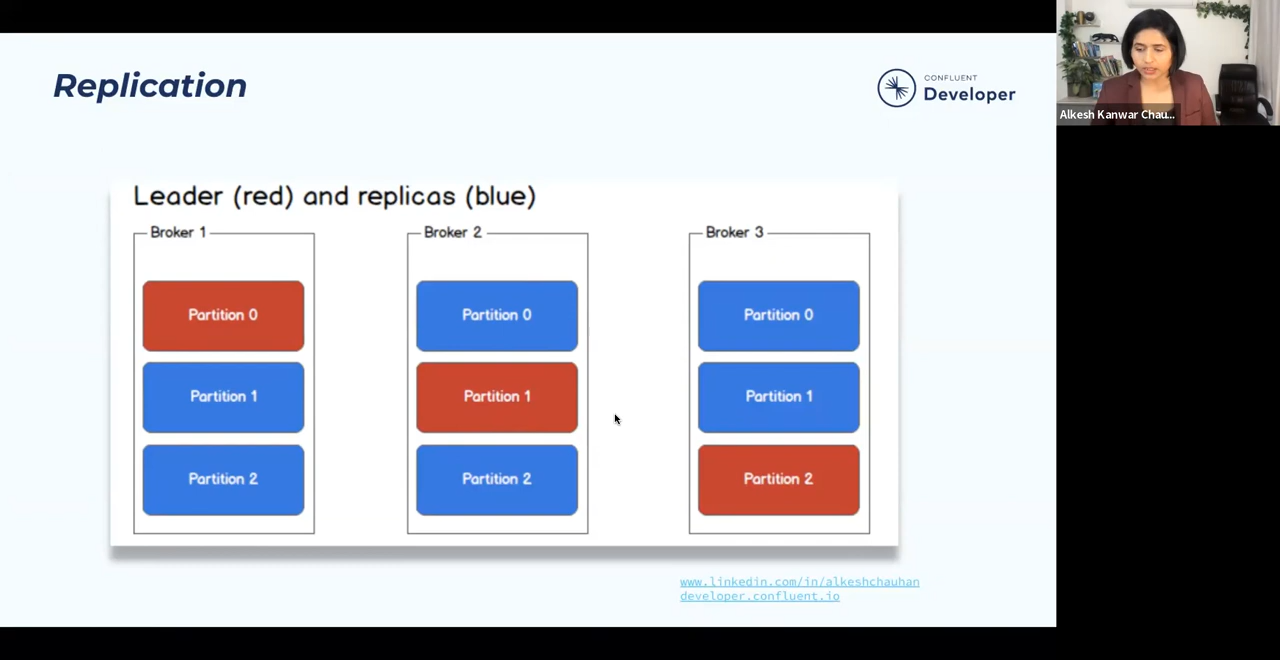 Replication
CONFLUENT
Developer
Alkesh Kanwar Chau...
Leader (red) and replicas (blue)
Broker 1
Partition 0
Partition 1
Partition 2
Broker 2
Partition 0
Partition 1
Partition 2
Broker 3
Partition 0
Partition 1
Partition 2
www.linkedin.com/in/alkeshchauhan
developer.confluent.io